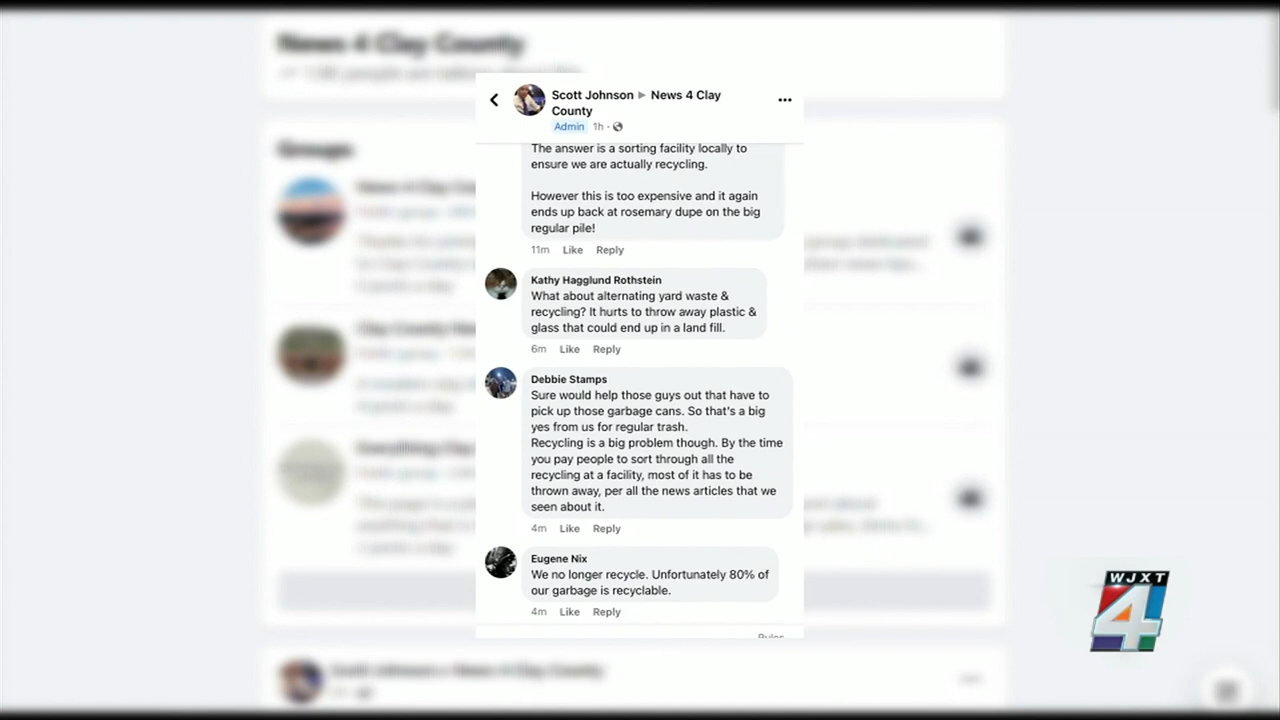 News 4 Clay County
Groups
Scott Johnson ▸ News 4 Clay
County
Admin 1h ·
The answer is a sorting facility locally to
ensure we are actually recycling.
However this is too expensive and it again
ends up back at rosemary dupe on the big
regular pile!
11m Like Reply
Kathy Hagglund Rothstein
What about alternating yard waste &
recycling? It hurts to throw away plastic &
glass that could end up in a land fill.
6m Like Reply
Debbie Stamps
Sure would help those guys out that have to
pick up those garbage cans. So that's a big
yes from us for regular trash.
Recycling is a big problem though. By the time
you pay people to sort through all the
recycling at a facility, most of it has to be
thrown away, per all the news articles that we
seen about it.
4m Like Reply
Eugene Nix
We no longer recycle. Unfortunately 80% of
our garbage is recyclable.
4m Like Reply
Scott Johnson ▸ News 4 Clay County
WJXT
4